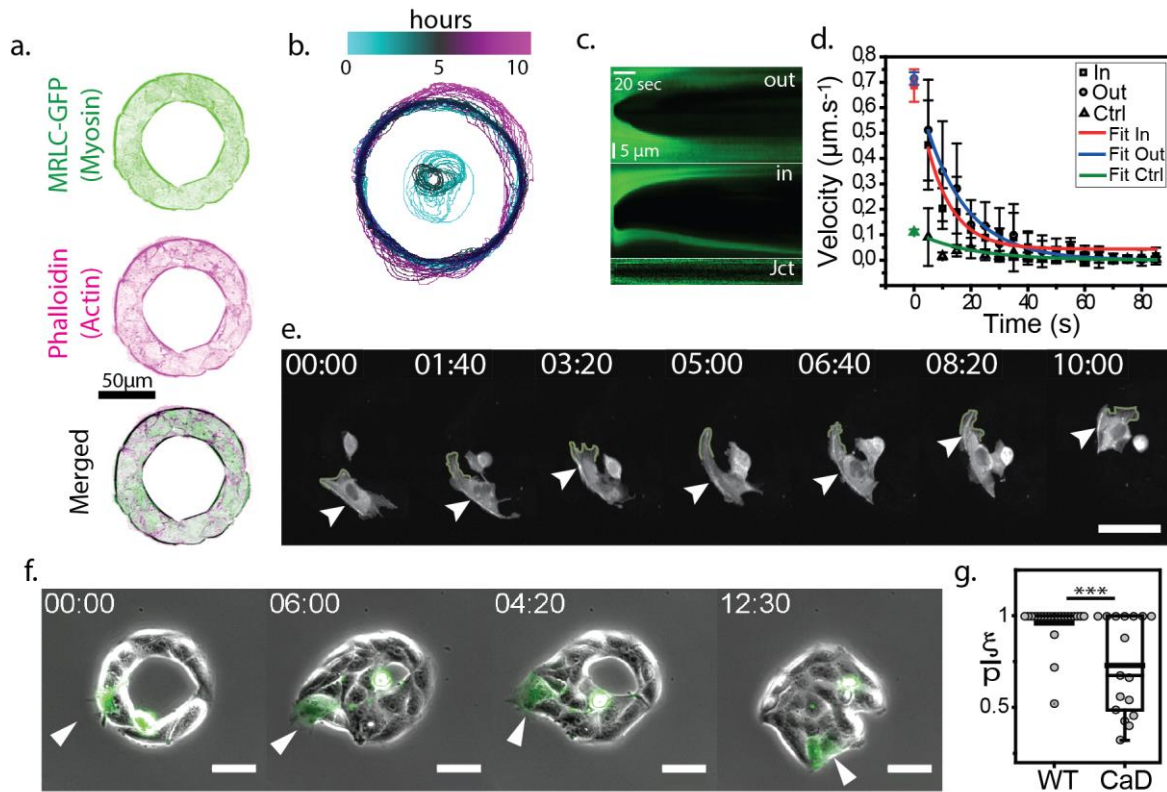 a.
MRLC-GFP
(Myosin)
Phalloidin
(Actin)
50µm
Merged
b.
hours
0 5 10
c.
20 sec
out
5 µm
in
Jct
d.
Velocity (µm.s⁻¹)
0,8
0,7
0,6
0,5
0,4
0,3
0,2
0,1
0,0
In
Out
Ctrl
Fit In
Fit Out
Fit Ctrl
0 20 40 60 80
Time (s)
e.
00:00 01:40 03:20 05:00 06:40 08:20 10:00
f.
00:00 06:00 04:20 12:30
g.
***
1
0.5
ξ
p
WT CaD